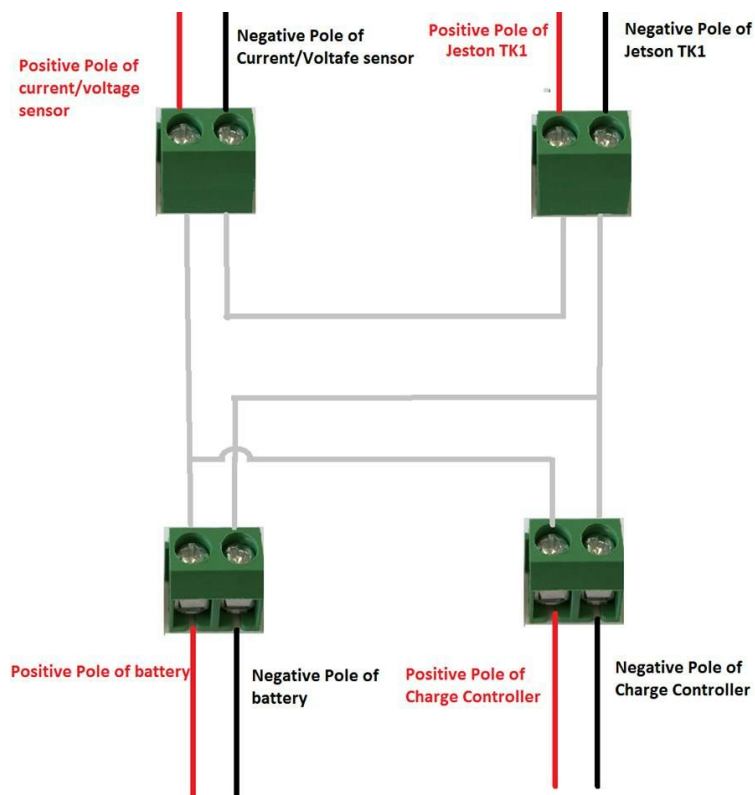 Positive Pole of
current/voltage
sensor
Negative Pole of
Current/Voltafe sensor
Positive Pole of
Jeston TK1
Negative Pole of
Jetson TK1
Positive Pole of battery
Negative Pole of
battery
Positive Pole of
Charge Controller
Negative Pole of
Charge Controller